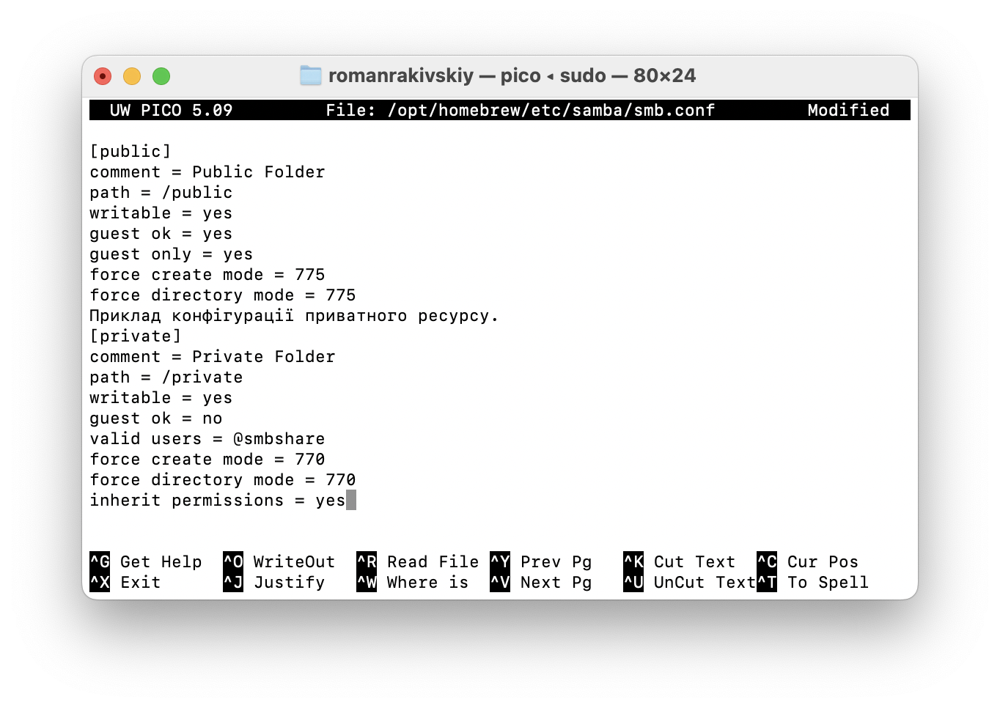 romanrakivskiy — pico ◂ sudo — 80×24
UW PICO 5.09 File: /opt/homebrew/etc/samba/smb.conf Modified
[public]
comment = Public Folder
path = /public
writable = yes
guest ok = yes
guest only = yes
force create mode = 775
force directory mode = 775
Приклад конфігурації приватного ресурсу.
[private]
comment = Private Folder
path = /private
writable = yes
guest ok = no
valid users = @smbshare
force create mode = 770
force directory mode = 770
inherit permissions = yes
^G Get Help ^O WriteOut ^R Read File ^Y Prev Pg ^K Cut Text ^C Cur Pos
^X Exit ^J Justify ^W Where is ^V Next Pg ^U UnCut Text ^T To Spell